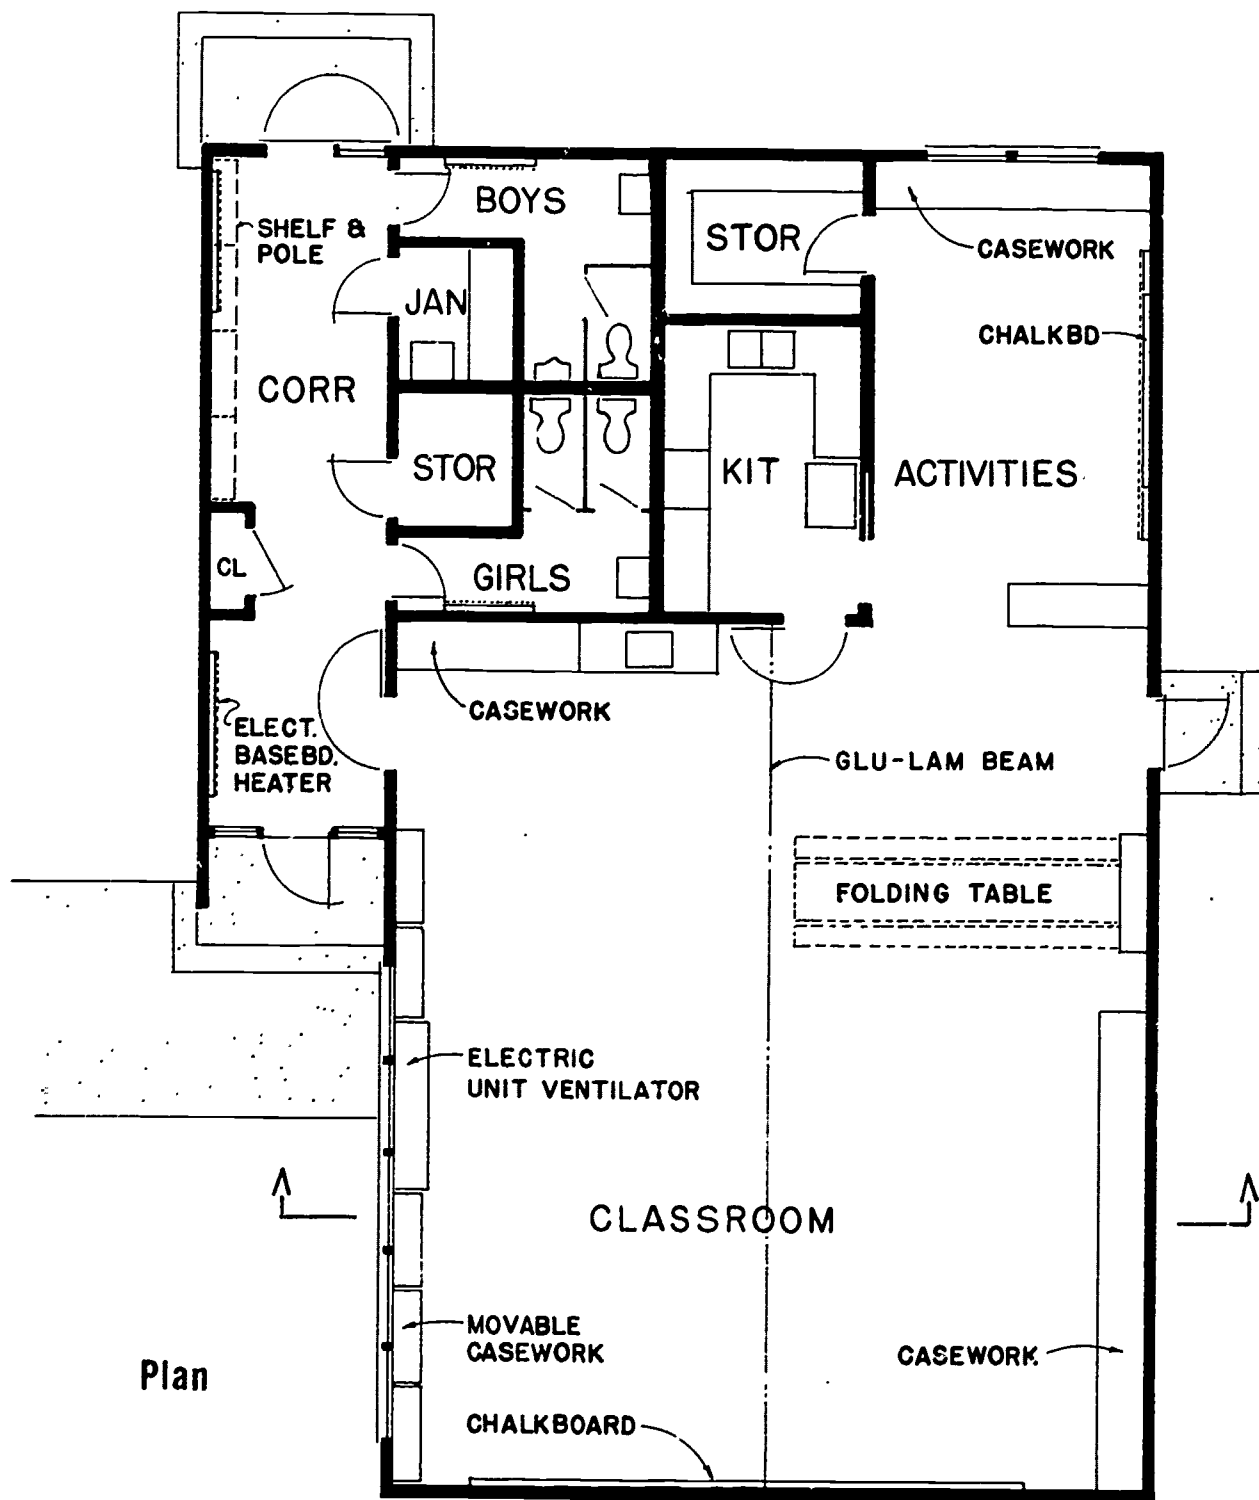 BOYS
SHELF &
POLE
STOR
CASEWORK
JAN
CHALKBD
CORR
STOR
KIT
ACTIVITIES
CL
GIRLS
CASEWORK
ELECT.
BASEBD.
HEATER
GLU-LAM BEAM
FOLDING TABLE
ELECTRIC
UNIT VENTILATOR
CLASSROOM
MOVABLE
CASEWORK
CASEWORK
Plan
CHALKBOARD